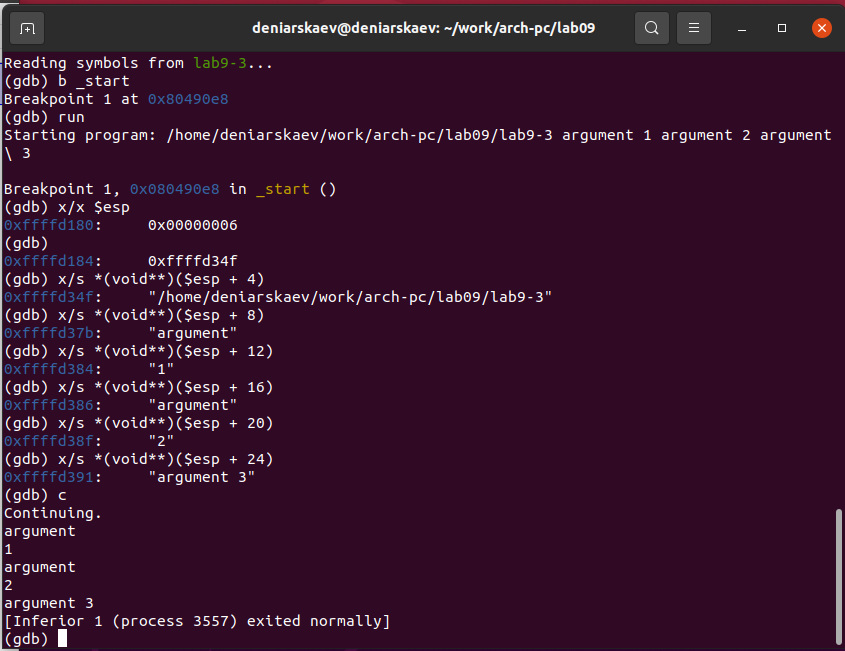 deniarskaev@deniarskaev: ~/work/arch-pc/lab09
Reading symbols from lab9-3...
(gdb) b _start
Breakpoint 1 at 0x80490e8
(gdb) run
Starting program: /home/deniarskaev/work/arch-pc/lab09/lab9-3 argument 1 argument 2 argument
\ 3
Breakpoint 1, 0x080490e8 in _start ()
(gdb) x/x $esp
0xffffd180:     0x00000006
(gdb)
0xffffd184:     0xffffd34f
(gdb) x/s *(void**)($esp + 4)
0xffffd34f:     "/home/deniarskaev/work/arch-pc/lab09/lab9-3"
(gdb) x/s *(void**)($esp + 8)
0xffffd37b:     "argument"
(gdb) x/s *(void**)($esp + 12)
0xffffd384:     "1"
(gdb) x/s *(void**)($esp + 16)
0xffffd386:     "argument"
(gdb) x/s *(void**)($esp + 20)
0xffffd38f:     "2"
(gdb) x/s *(void**)($esp + 24)
0xffffd391:     "argument 3"
(gdb) c
Continuing.
argument
1
argument
2
argument 3
[Inferior 1 (process 3557) exited normally]
(gdb)